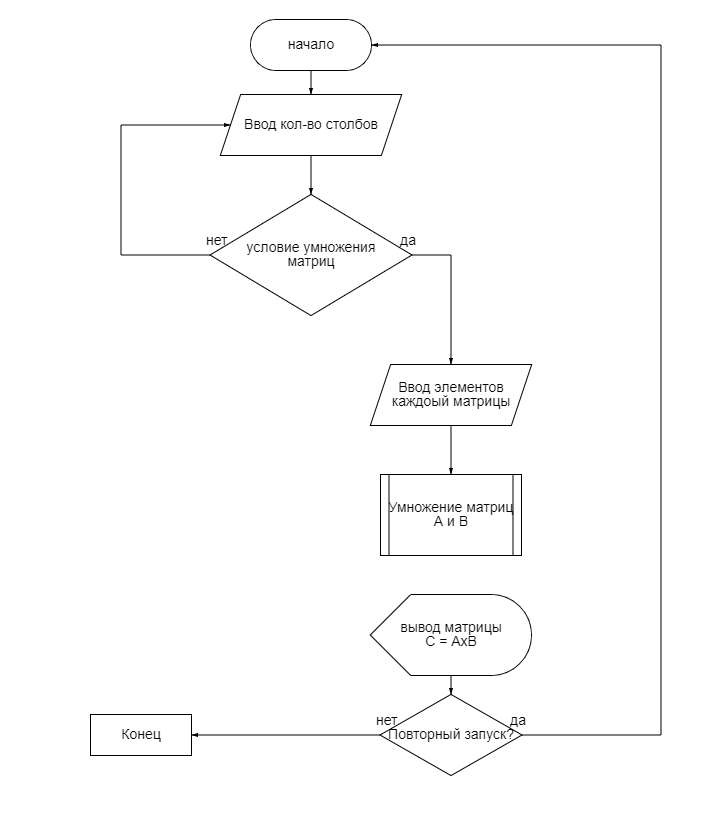 начало
Ввод кол-во столбов
нет
да
условие умножения
матриц
Ввод элементов
каждоый матрицы
Умножение матриц
А и В
вывод матрицы
С = АхВ
нет
да
Повторный запуск?
Конец